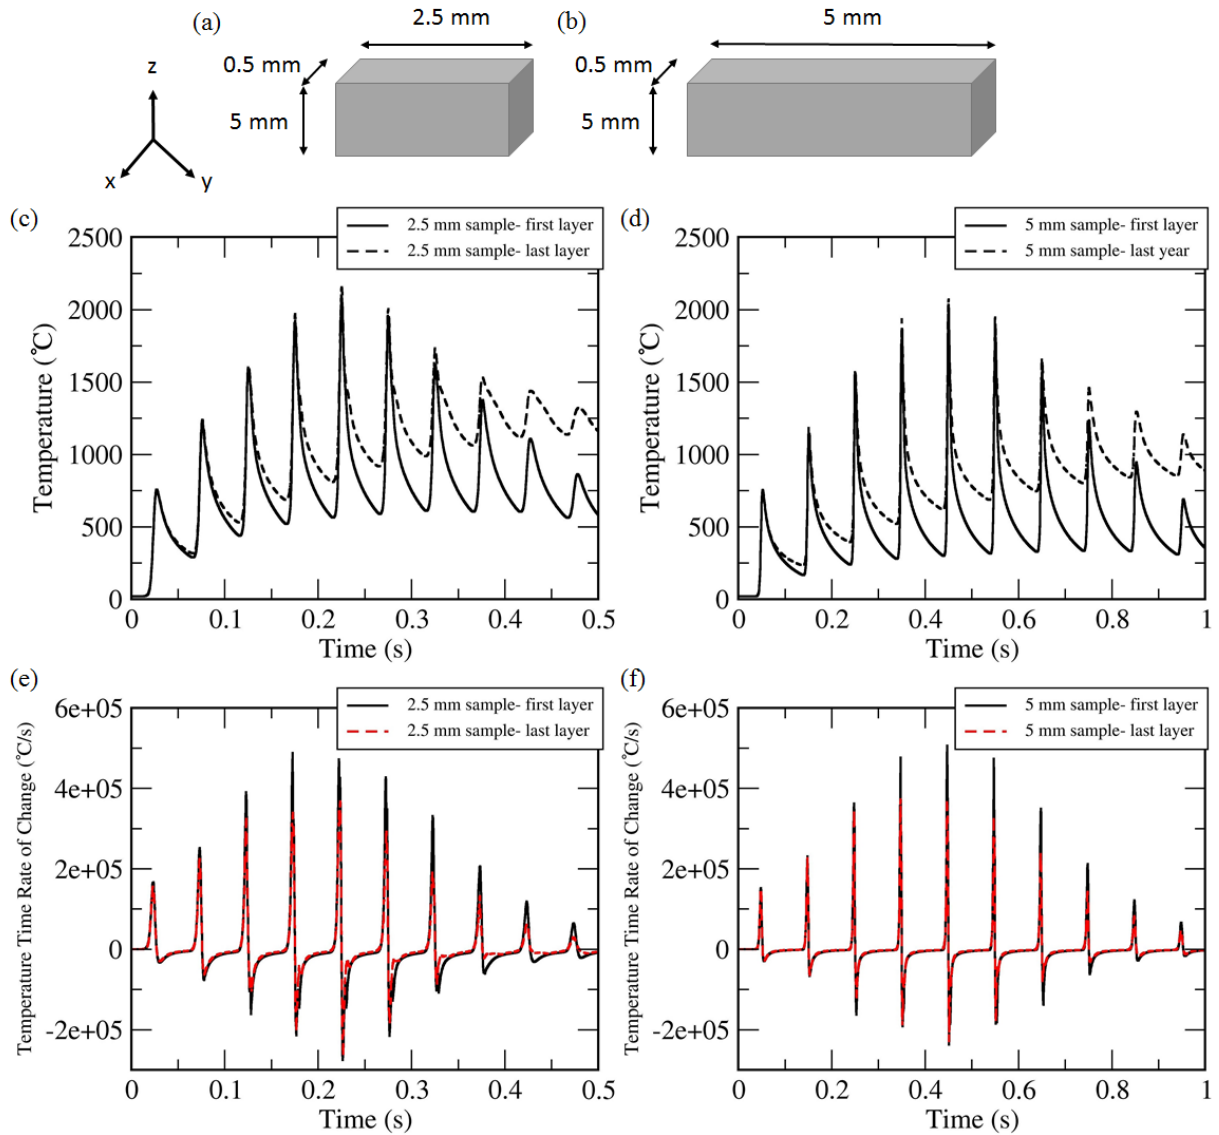 (a)
2.5 mm
(b)
5 mm
0.5 mm
0.5 mm
z
5 mm
5 mm
x
y
(c)
2.5 mm sample- first layer
2.5 mm sample- last layer
Temperature (℃)
2500
2000
1500
1000
500
0
0
0.1
0.2
0.3
0.4
0.5
Time (s)
(d)
5 mm sample- first layer
5 mm sample- last year
Temperature (℃)
2500
2000
1500
1000
500
0
0
0.2
0.4
0.6
0.8
1
Time (s)
(e)
2.5 mm sample- first layer
2.5 mm sample- last layer
Temperature Time Rate of Change (℃/s)
6e+05
4e+05
2e+05
0
-2e+05
0
0.1
0.2
0.3
0.4
0.5
Time (s)
(f)
5 mm sample- first layer
5 mm sample- last layer
Temperature Time Rate of Change (℃/s)
6e+05
4e+05
2e+05
0
-2e+05
0
0.2
0.4
0.6
0.8
1
Time (s)